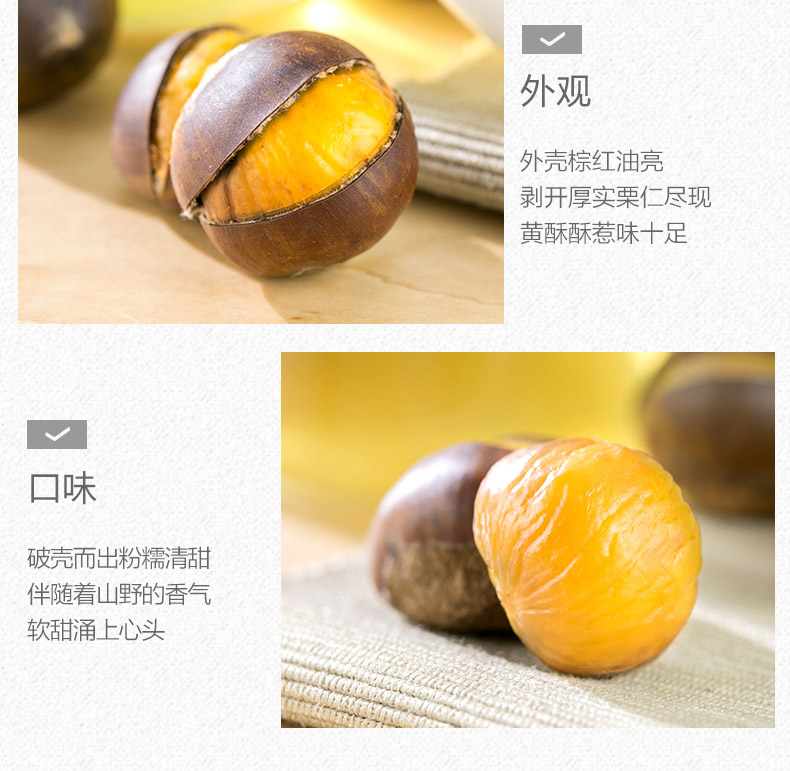 外观
外壳棕红油亮
剥开厚实栗仁尽现
黄酥酥惹味十足
口味
破壳而出粉糯清甜
伴随着山野的香气
软甜涌上心头